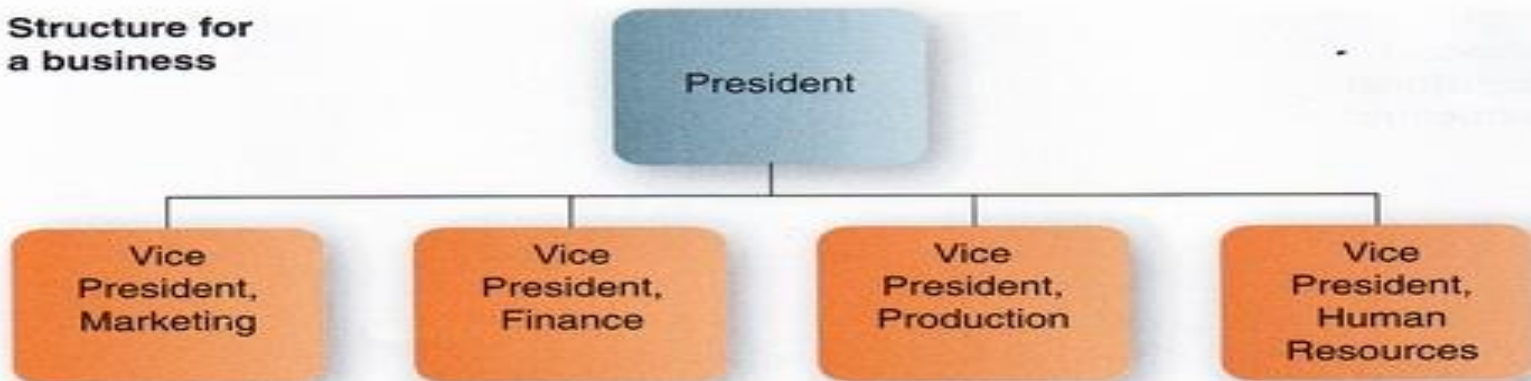 Structure for
a business
President
Vice
President,
Marketing
Vice
President,
Finance
Vice
President,
Production
Vice
President,
Human
Resources